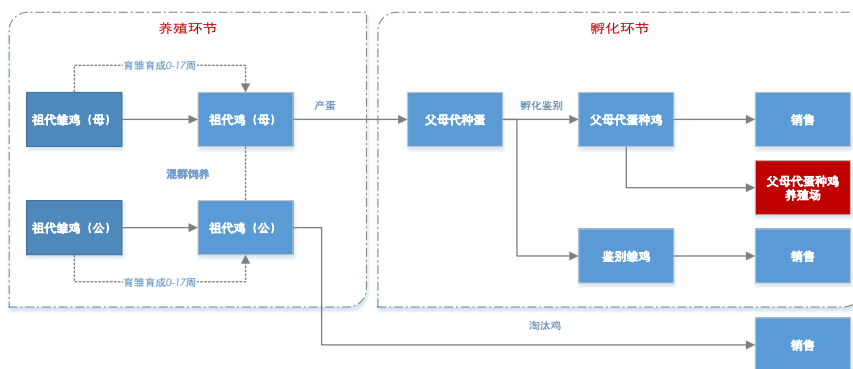 养殖环节
孵化环节
育雏育成0-17周
祖代雏鸡（母）
祖代鸡（母）
产蛋
父母代种蛋
孵化鉴别
父母代蛋种鸡
销售
混群饲养
父母代蛋种鸡
养殖场
祖代雏鸡（公）
祖代鸡（公）
鉴别雏鸡
销售
育雏育成0-17周
淘汰鸡
销售